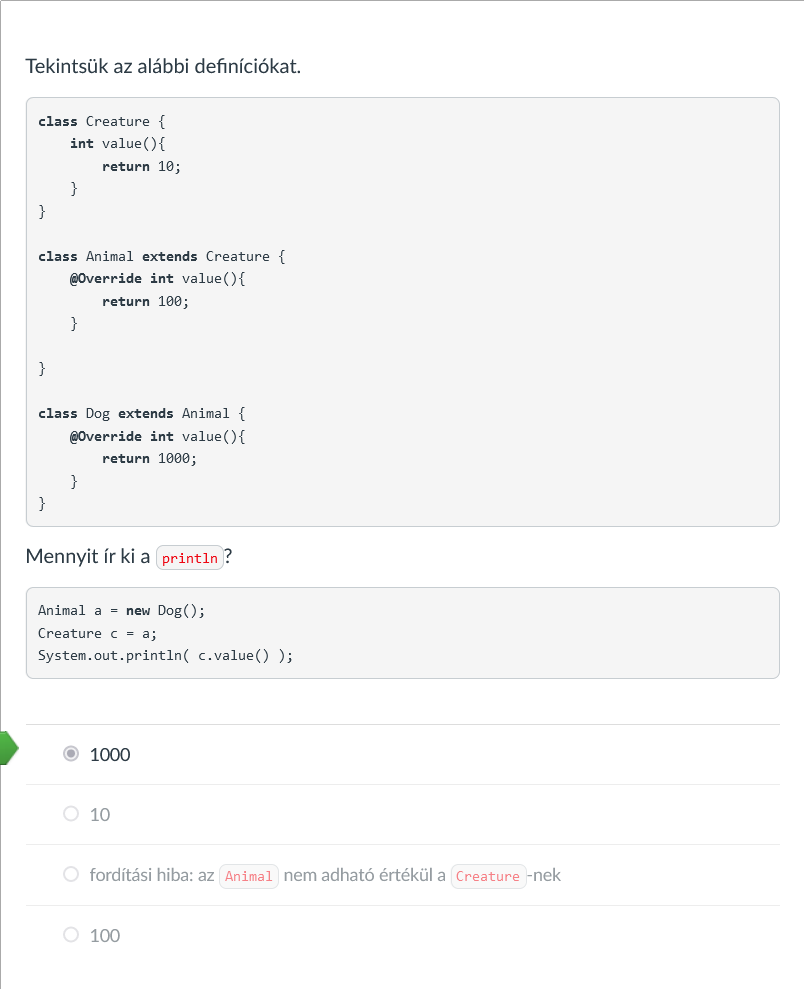 Tekintsük az alábbi definíciókat.
class Creature {
    int value(){
        return 10;
    }
}
class Animal extends Creature {
    @Override int value(){
        return 100;
    }
}
class Dog extends Animal {
    @Override int value(){
        return 1000;
    }
}
Mennyit ír ki a println?
Animal a = new Dog();
Creature c = a;
System.out.println( c.value() );
1000
10
fordítási hiba: az Animal nem adható értékül a Creature-nek
100